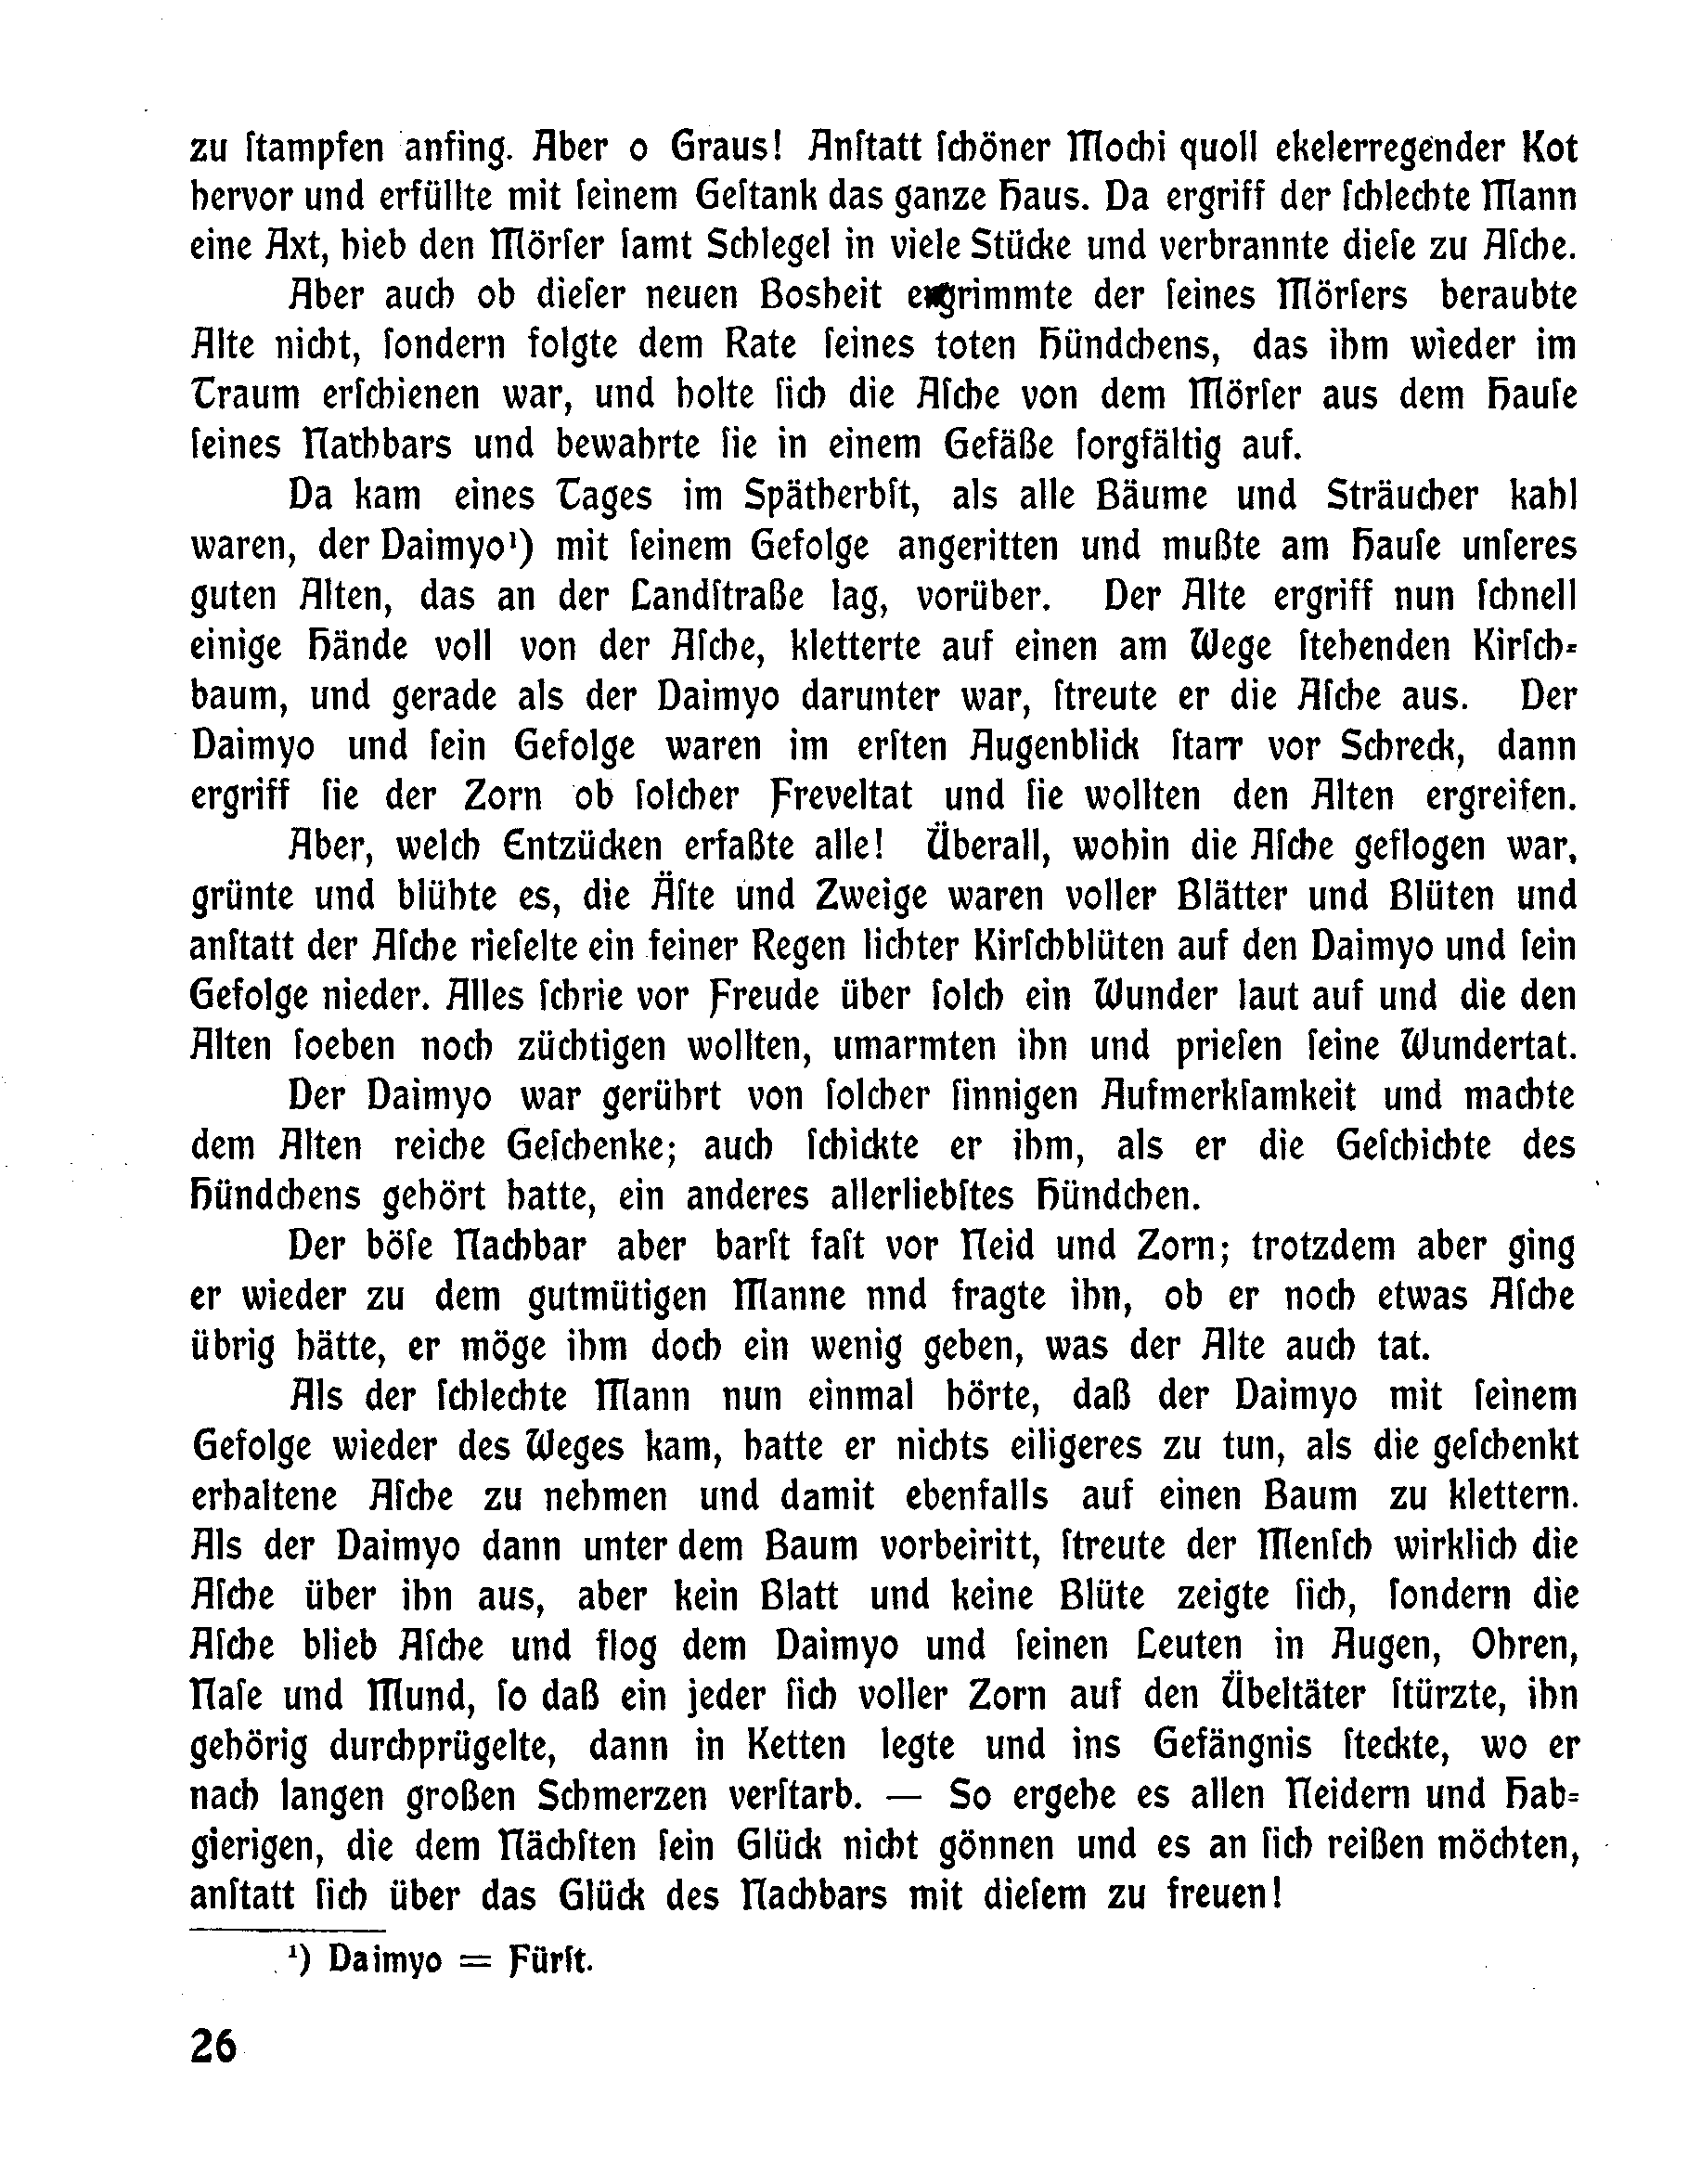 zu ſtampfen anfing. Aber o Graus! Anſtatt ſchöner Mochi quoll ekelerregender Kot
hervor und erfüllte mit ſeinem Geſtank das ganze Haus. Da ergriff der ſchlechte Mann
eine Axt, hieb den Mörſer ſamt Schlegel in viele Stücke und verbrannte dieſe zu Aſche.
Aber auch ob dieſer neuen Bosheit ergrimmte der ſeines Mörſers beraubte
Alte nicht, ſondern folgte dem Rate ſeines toten Hündchens, das ihm wieder im
Traum erſchienen war, und holte ſich die Aſche von dem Mörſer aus dem Hauſe
ſeines Nathbars und bewahrte ſie in einem Gefäße ſorgfältig auf.
Da kam eines Tages im Spätherbſt, als alle Bäume und Sträucher kahl
waren, der Daimyo¹) mit ſeinem Gefolge angeritten und mußte am Hauſe unſeres
guten Alten, das an der Landſtraße lag, vorüber. Der Alte ergriff nun ſchnell
einige Hände voll von der Aſche, kletterte auf einen am Wege ſtehenden Kirſch-
baum, und gerade als der Daimyo darunter war, ſtreute er die Aſche aus. Der
Daimyo und ſein Gefolge waren im erſten Augenblick ſtarr vor Schreck, dann
ergriff ſie der Zorn ob ſolcher Freveltat und ſie wollten den Alten ergreifen.
Aber, welch Entzücken erfaßte alle! Überall, wohin die Aſche geflogen war,
grünte und blühte es, die Äſte und Zweige waren voller Blätter und Blüten und
anſtatt der Aſche rieſelte ein feiner Regen lichter Kirſchblüten auf den Daimyo und ſein
Gefolge nieder. Alles ſchrie vor Freude über ſolch ein Wunder laut auf und die den
Alten ſoeben noch züchtigen wollten, umarmten ihn und prieſen ſeine Wundertat.
Der Daimyo war gerührt von ſolcher ſinnigen Aufmerkſamkeit und machte
dem Alten reiche Geſchenke; auch ſchickte er ihm, als er die Geſchichte des
Hündchens gehört hatte, ein anderes allerliebſtes Hündchen.
Der böſe Nachbar aber barſt faſt vor Neid und Zorn; trotzdem aber ging
er wieder zu dem gutmütigen Manne nnd fragte ihn, ob er noch etwas Aſche
übrig hätte, er möge ihm doch ein wenig geben, was der Alte auch tat.
Als der ſchlechte Mann nun einmal hörte, daß der Daimyo mit ſeinem
Gefolge wieder des Weges kam, hatte er nichts eiligeres zu tun, als die geſchenkt
erhaltene Aſche zu nehmen und damit ebenfalls auf einen Baum zu klettern.
Als der Daimyo dann unter dem Baum vorbeiritt, ſtreute der Menſch wirklich die
Aſche über ihn aus, aber kein Blatt und keine Blüte zeigte ſich, ſondern die
Aſche blieb Aſche und flog dem Daimyo und ſeinen Leuten in Augen, Ohren,
Naſe und Mund, ſo daß ein jeder ſich voller Zorn auf den Übeltäter ſtürzte, ihn
gehörig durchprügelte, dann in Ketten legte und ins Gefängnis ſteckte, wo er
nach langen großen Schmerzen verſtarb. — So ergehe es allen Neidern und Hab-
gierigen, die dem Nächſten ſein Glück nicht gönnen und es an ſich reißen möchten,
anſtatt ſich über das Glück des Nachbars mit dieſem zu freuen!
¹) Daimyo = Fürſt.
26